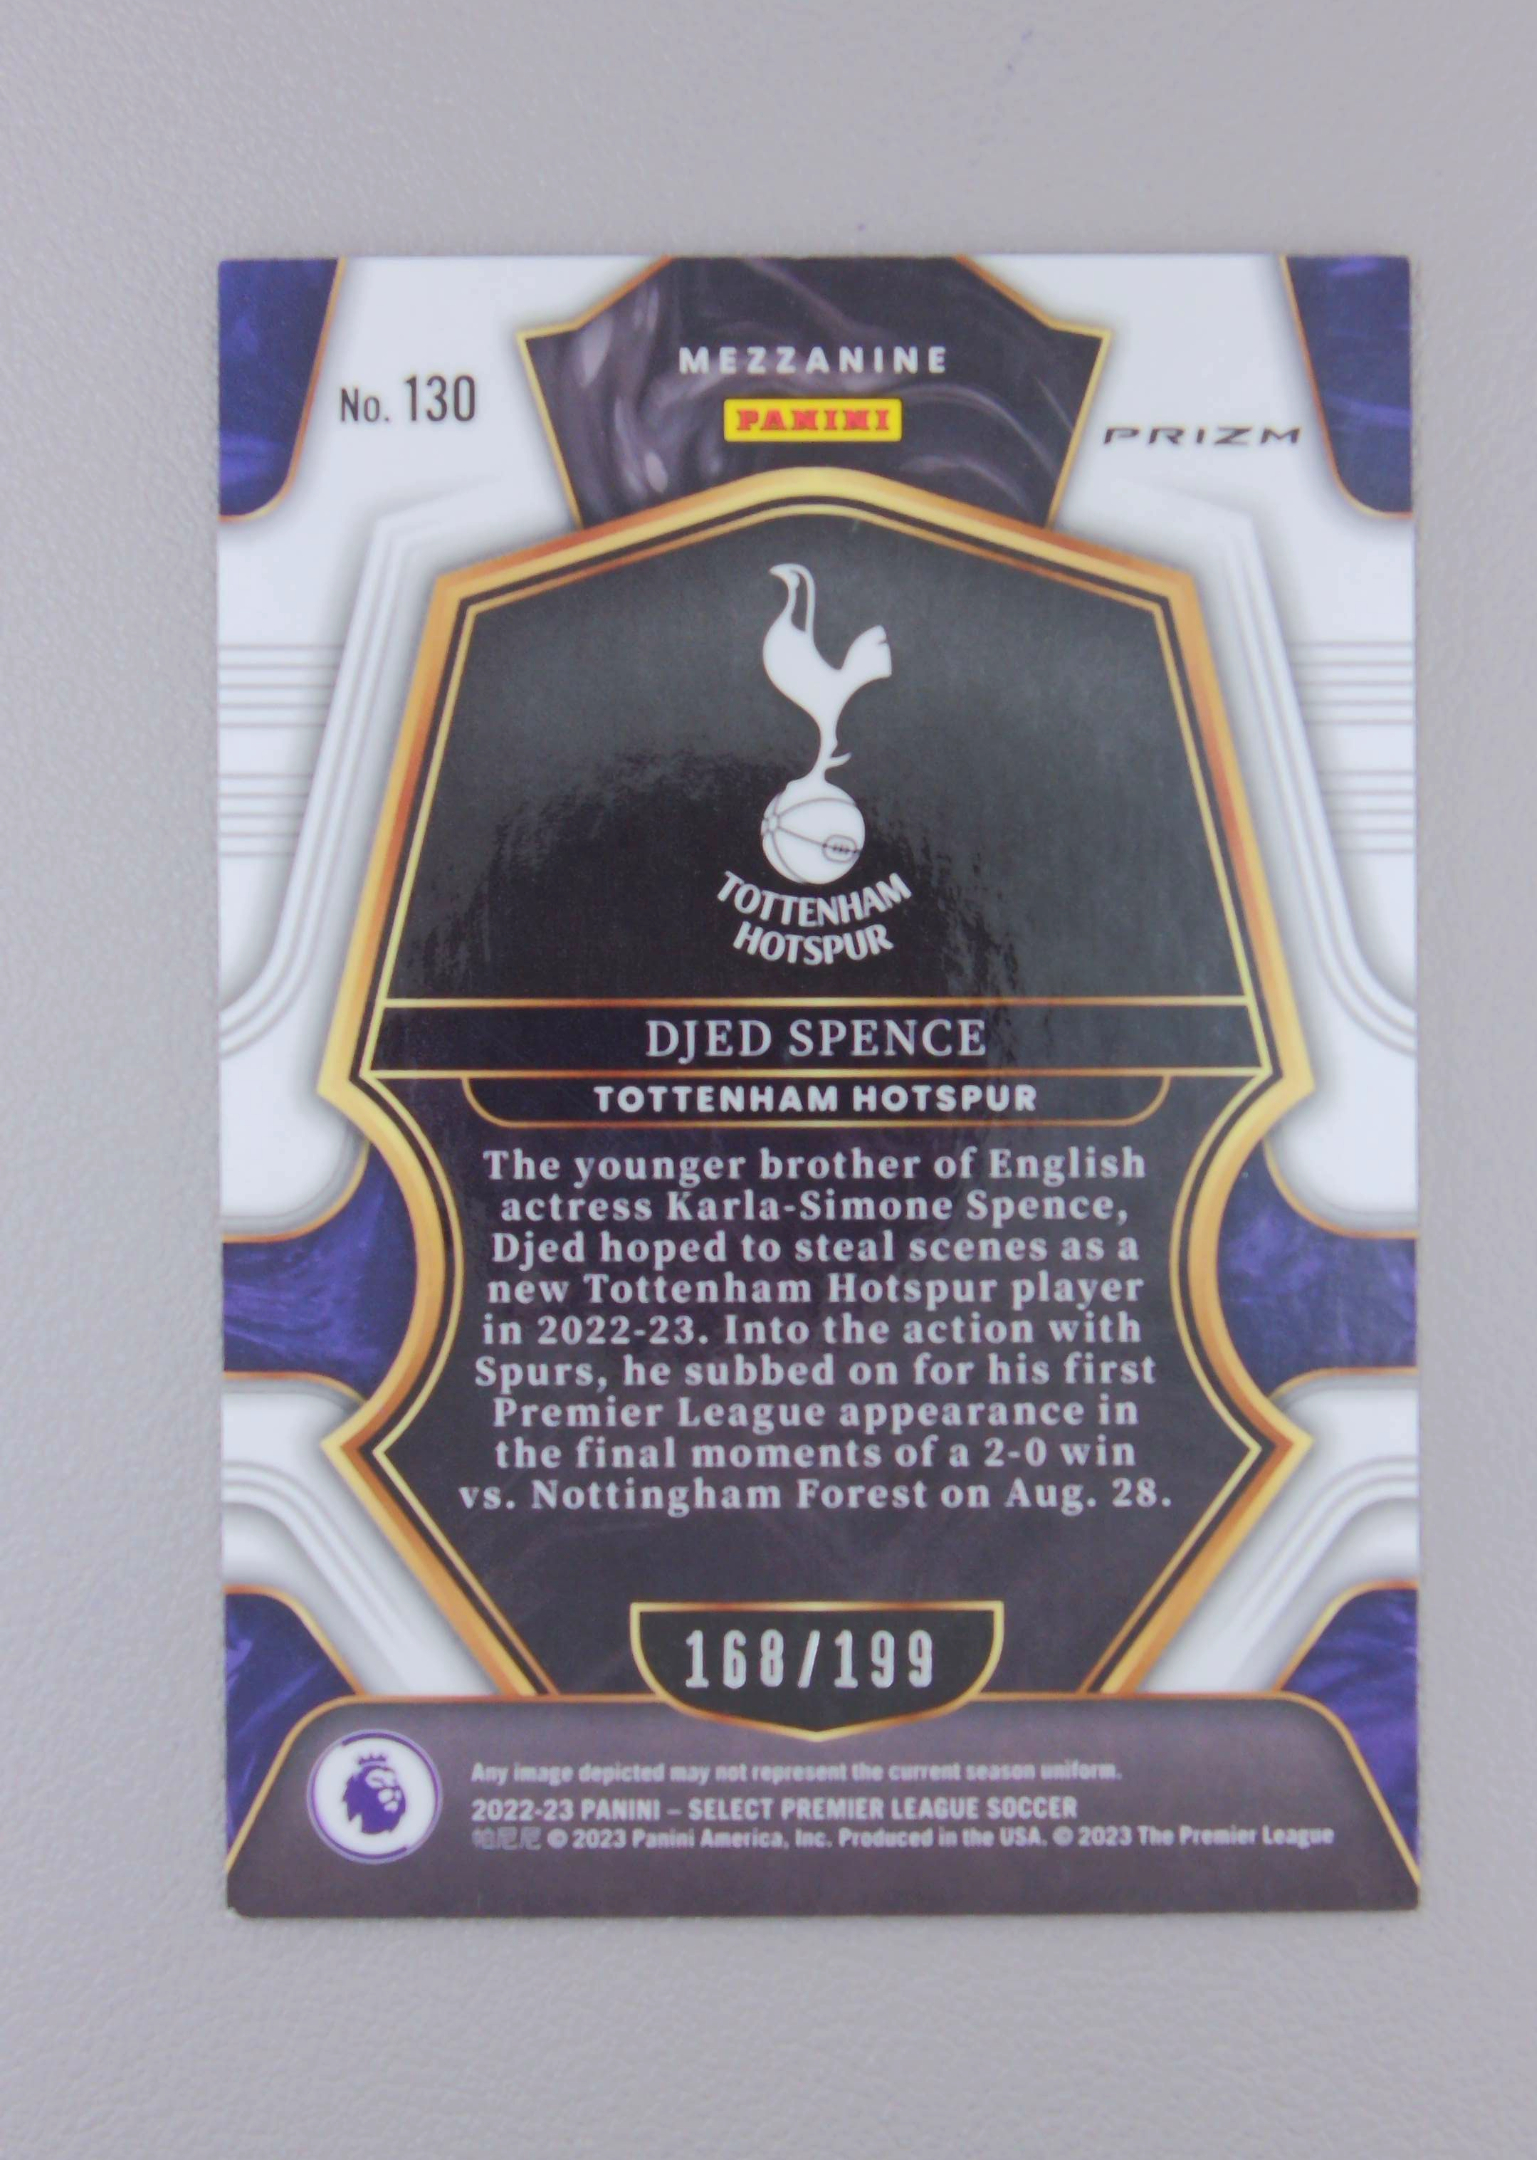 MEZZANINE
No. 130
PANINI
PRIZM
TOTTENHAM
HOTSPUR
DJED SPENCE
TOTTENHAM HOTSPUR
The younger brother of English
actress Karla-Simone Spence,
Djed hoped to steal scenes as a
new Tottenham Hotspur player
in 2022-23. Into the action with
Spurs, he subbed on for his first
Premier League appearance in
the final moments of a 2-0 win
vs. Nottingham Forest on Aug. 28.
168/199
Any image depicted may not represent the current season uniform.
2022-23 PANINI – SELECT PREMIER LEAGUE SOCCER
帕尼尼 © 2023 Panini America, Inc. Produced in the USA. © 2023 The Premier League